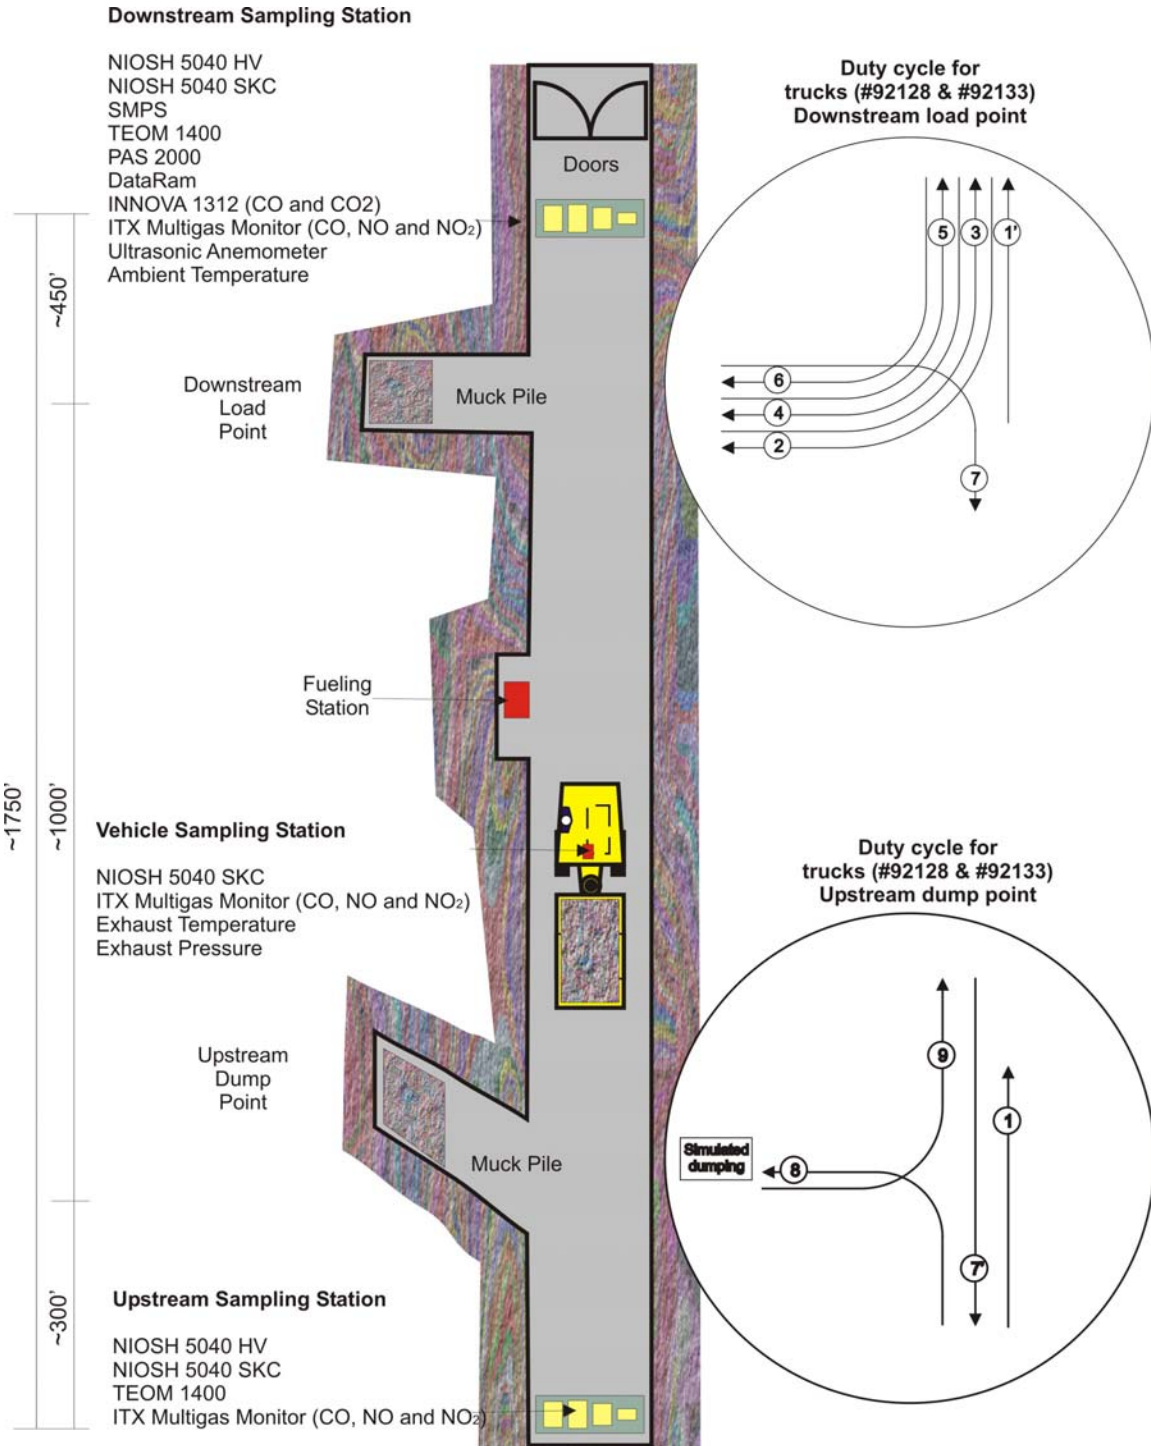 Downstream Sampling Station
NIOSH 5040 HV
NIOSH 5040 SKC
SMPS
TEOM 1400
PAS 2000
DataRam
INNOVA 1312 (CO and CO2)
ITX Multigas Monitor (CO, NO and NO₂)
Ultrasonic Anemometer
Ambient Temperature
Doors
Duty cycle for
trucks (#92128 & #92133)
Downstream load point
5
3
1'
6
4
2
7
~450'
~1000'
~1750'
~300'
Downstream
Load
Point
Muck Pile
Fueling
Station
Vehicle Sampling Station
NIOSH 5040 SKC
ITX Multigas Monitor (CO, NO and NO₂)
Exhaust Temperature
Exhaust Pressure
Duty cycle for
trucks (#92128 & #92133)
Upstream dump point
9
1
Simulated
dumping
8
7'
Upstream
Dump
Point
Muck Pile
Upstream Sampling Station
NIOSH 5040 HV
NIOSH 5040 SKC
TEOM 1400
ITX Multigas Monitor (CO, NO and NO₂)